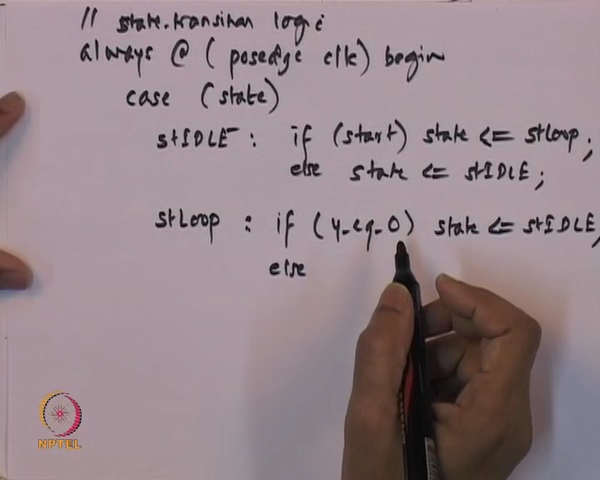 // state.transition logic
always @ ( posedge clk) begin
case (state)
stIDLE : if (start) state <= stLoop;
else state <= stIDLE;
stLoop : if (y_eq_0) state <= stIDLE;
else
NPTEL